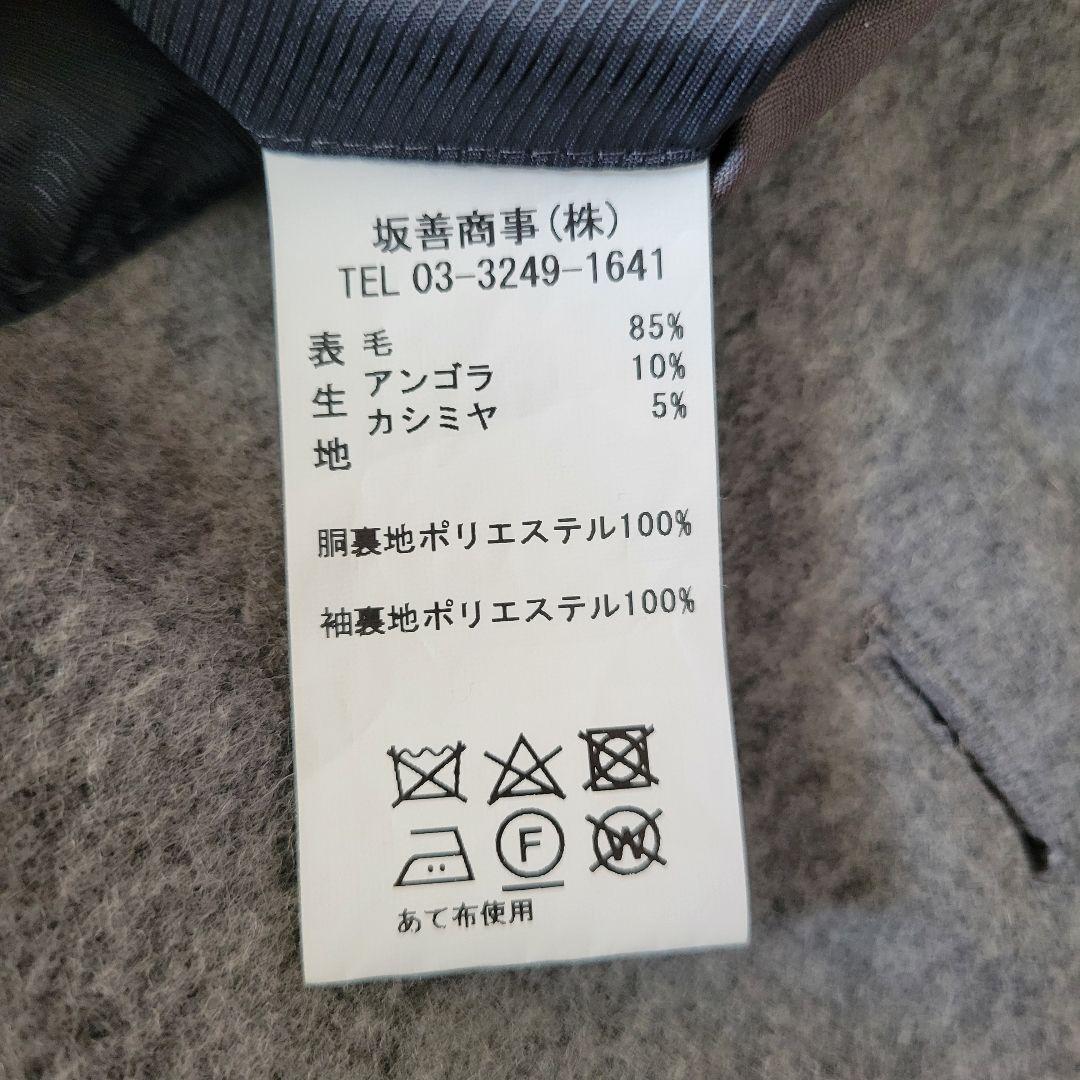 坂善商事(株)
TEL 03-3249-1641
表生地
毛 85%
アンゴラ 10%
カシミヤ 5%
胴裏地ポリエステル100%
袖裏地ポリエステル100%
F W
あて布使用